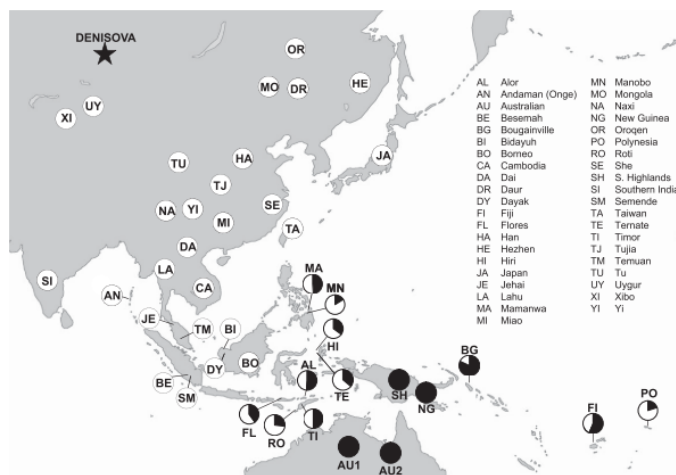 DENISOVA
OR
MO
DR
HE
UY
XI
JA
TU
HA
TJ
NA
YI
SE
MI
TA
DA
SI
LA
AN
CA
MA
MN
JE
TM
BI
HI
BG
DY
BO
AL
BE
SM
TE
SH
NG
PO
FI
FL
RO
TI
AU1
AU2
AL Alor
AN Andaman (Onge)
AU Australian
BE Besemah
BG Bougainville
BI Bidayuh
BO Borneo
CA Cambodia
DA Dai
DR Daur
DY Dayak
FI Fiji
FL Flores
HA Han
HE Hezhen
HI Hiri
JA Japan
JE Jehai
LA Lahu
MA Mamanwa
MI Miao
MN Manobo
MO Mongola
NA Naxi
NG New Guinea
OR Oroqen
PO Polynesia
RO Roti
SE She
SH S. Highlands
SI Southern India
SM Semende
TA Taiwan
TE Ternate
TI Timor
TJ Tujia
TM Temuan
TU Tu
UY Uygur
XI Xibo
YI Yi